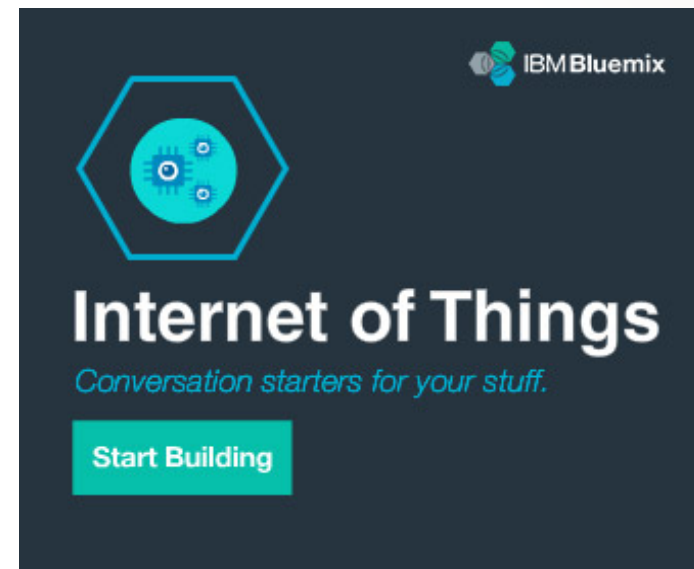 IBM Bluemix
Internet of Things
Conversation starters for your stuff.
Start Building